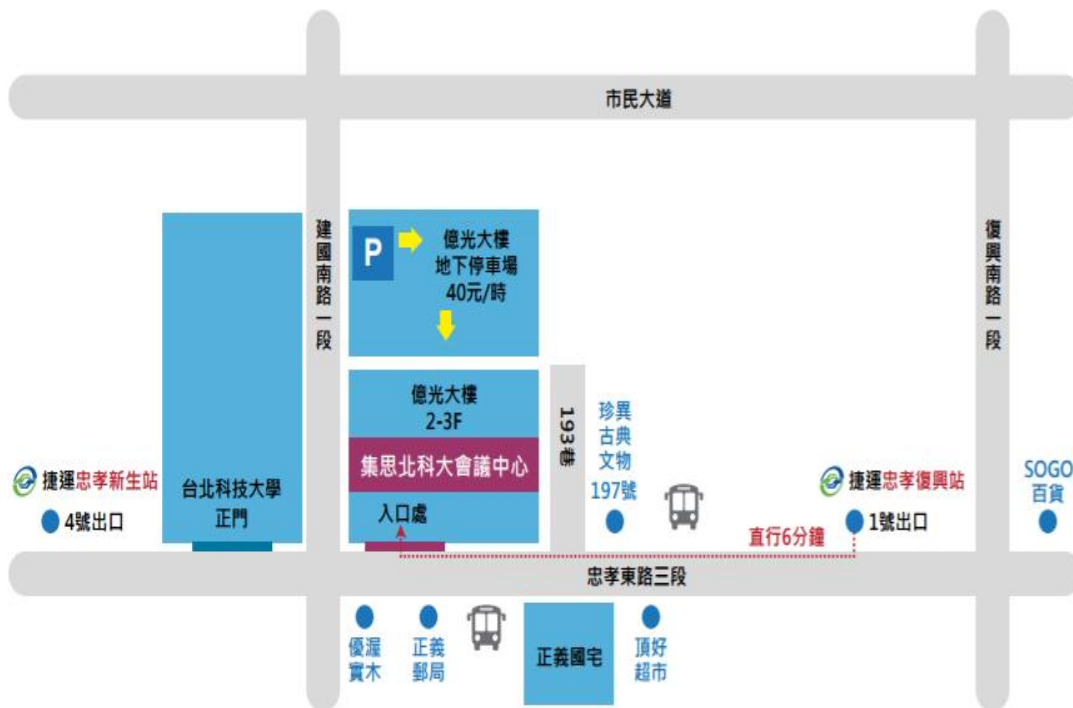 市民大道
建國南路一段
復興南路一段
P
億光大樓
地下停車場
40元/時
億光大樓
2-3F
集思北科大會議中心
入口處
193巷
珍異
古典
文物
197號
捷運忠孝新生站
4號出口
台北科技大學
正門
捷運忠孝復興站
1號出口
SOGO
百貨
直行6分鐘
忠孝東路三段
優渥
實木
正義
郵局
正義國宅
頂好
超市